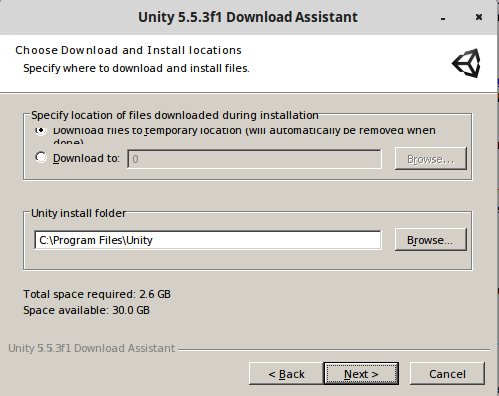 Unity 5.5.3f1 Download Assistant
Choose Download and Install locations
Specify where to download and install files.
Specify location of files downloaded during installation
Download files to temporary location (will automatically be removed when
done)
Download to:
0
Browse...
Unity install folder
C:\Program Files\Unity
Browse...
Total space required: 2.6 GB
Space available: 30.0 GB
Unity 5.5.3f1 Download Assistant
< Back
Next >
Cancel